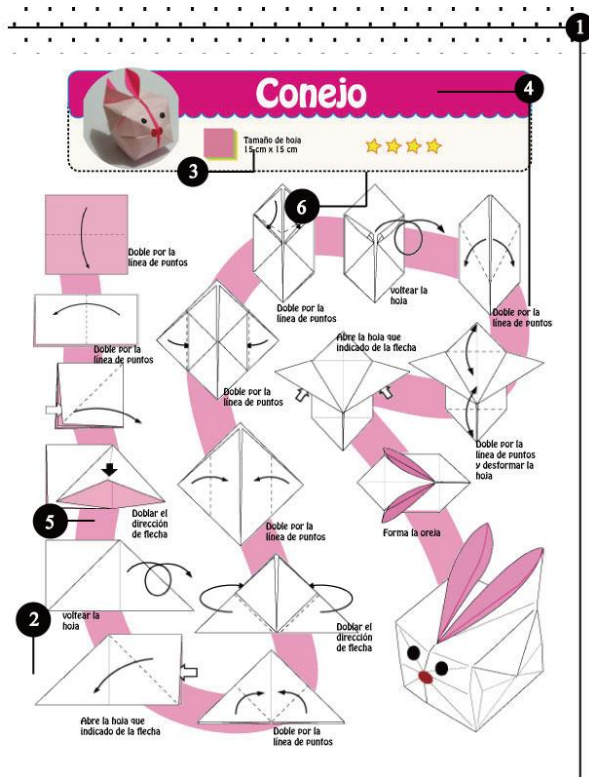 1
Conejo
4
Tamaño de hoja
15 cm x 15 cm
3
6
Doble por la
línea de puntos
Doble por la
línea de puntos
Doblar el
dirección
de flecha
5
voltear la
hoja
2
Abre la hoja que
indicado de la flecha
Doble por la
línea de puntos
Doblar el
dirección
de flecha
Doble por la
línea de puntos
Doble por la
línea de puntos
Doble por la
línea de puntos
voltear la
hoja
Doble por la
línea de puntos
Doble por la
línea de puntos
y desformar la
hoja
Abre la hoja que
indicado de la flecha
Forma la oreja